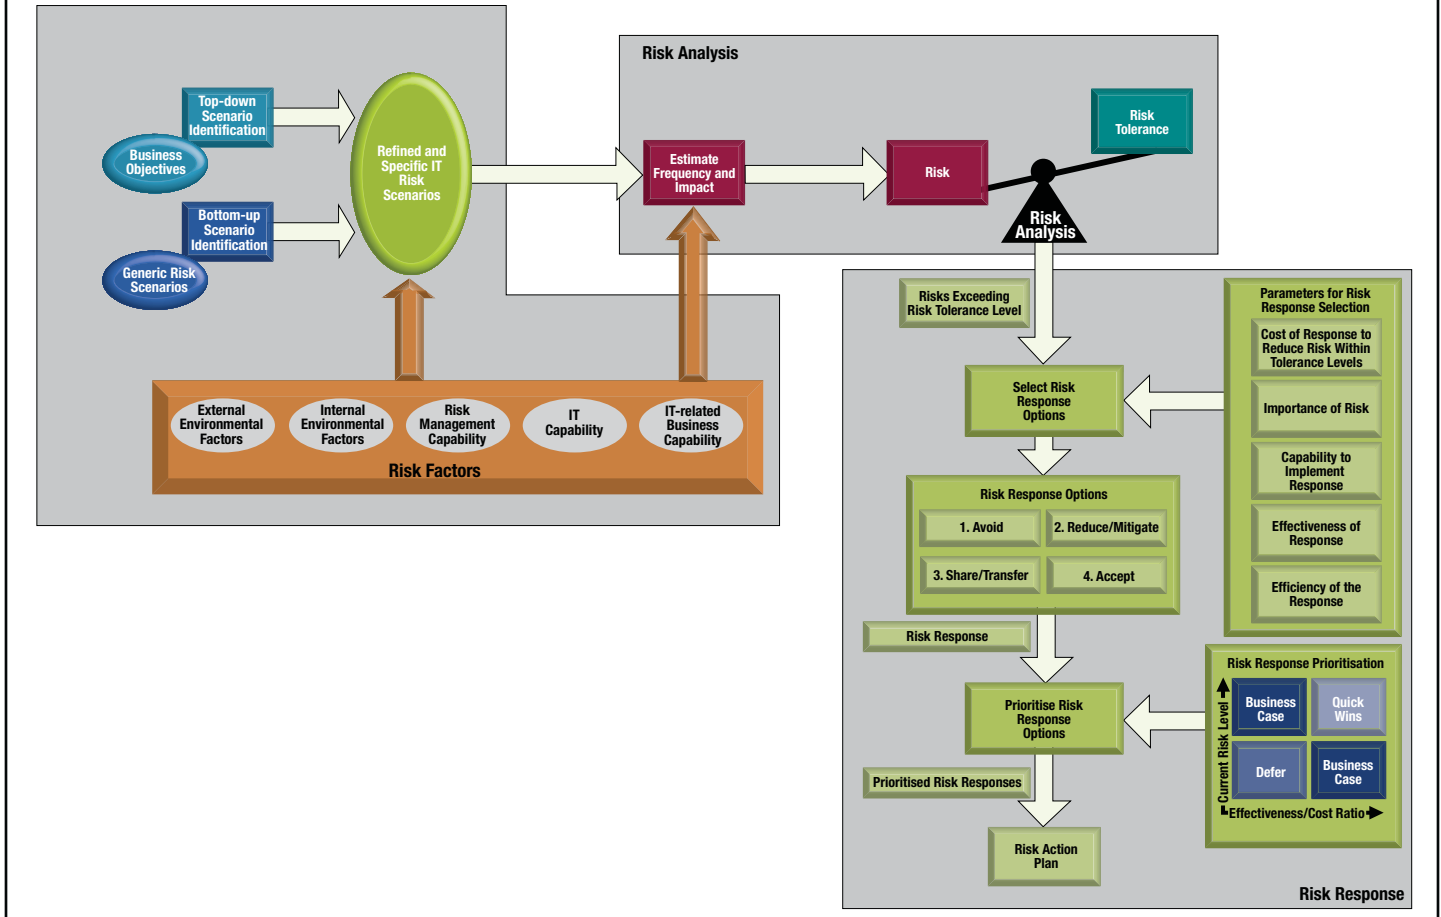 Top-down
Scenario
Identification
Business
Objectives
Bottom-up
Scenario
Identification
Generic Risk
Scenarios
Refined and
Specific IT
Risk
Scenarios
External
Environmental
Factors
Internal
Environmental
Factors
Risk
Management
Capability
IT
Capability
IT-related
Business
Capability
Risk Factors
Risk Analysis
Estimate
Frequency and
Impact
Risk
Risk
Tolerance
Risk
Analysis
Risks Exceeding
Risk Tolerance Level
Select Risk
Response
Options
Parameters for Risk
Response Selection
Cost of Response to
Reduce Risk Within
Tolerance Levels
Importance of Risk
Capability to
Implement
Response
Effectiveness of
Response
Efficiency of the
Response
Risk Response Options
1. Avoid
2. Reduce/Mitigate
3. Share/Transfer
4. Accept
Risk Response
Prioritise Risk
Response
Options
Risk Response Prioritisation
Current Risk Level
Business
Case
Quick
Wins
Defer
Business
Case
Effectiveness/Cost Ratio
Prioritised Risk Responses
Risk Action
Plan
Risk Response